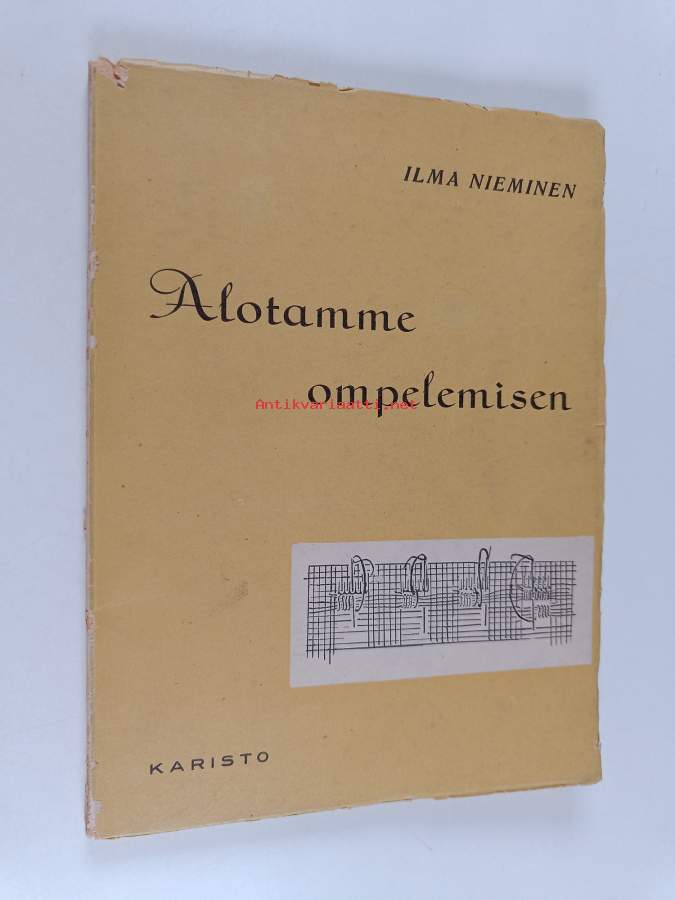 ILMA NIEMINEN
Alotamme
ompelemisen
Antikvariaatti.net
KARISTO